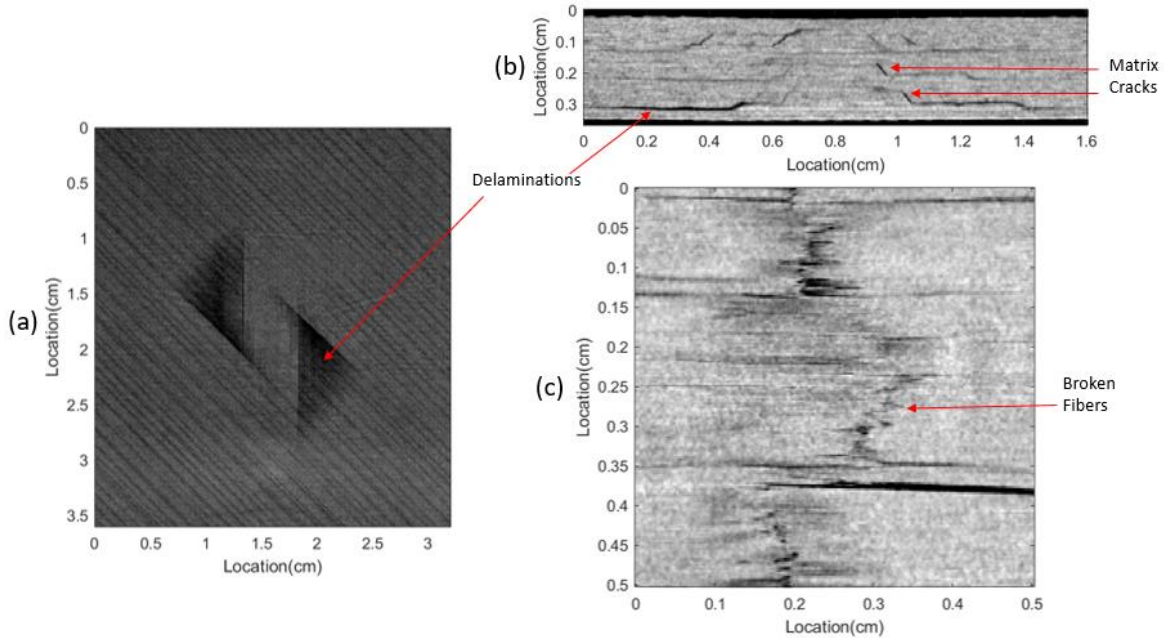 (a)
0
0.5
1
1.5
2
2.5
3
3.5
Location(cm)
0 0.5 1 1.5 2 2.5 3
Location(cm)
Delaminations
(b)
0
0.1
0.2
0.3
Location(cm)
0 0.2 0.4 0.6 0.8 1 1.2 1.4 1.6
Location(cm)
Matrix
Cracks
(c)
0
0.05
0.1
0.15
0.2
0.25
0.3
0.35
0.4
0.45
0.5
Location(cm)
0 0.1 0.2 0.3 0.4 0.5
Location(cm)
Broken
Fibers